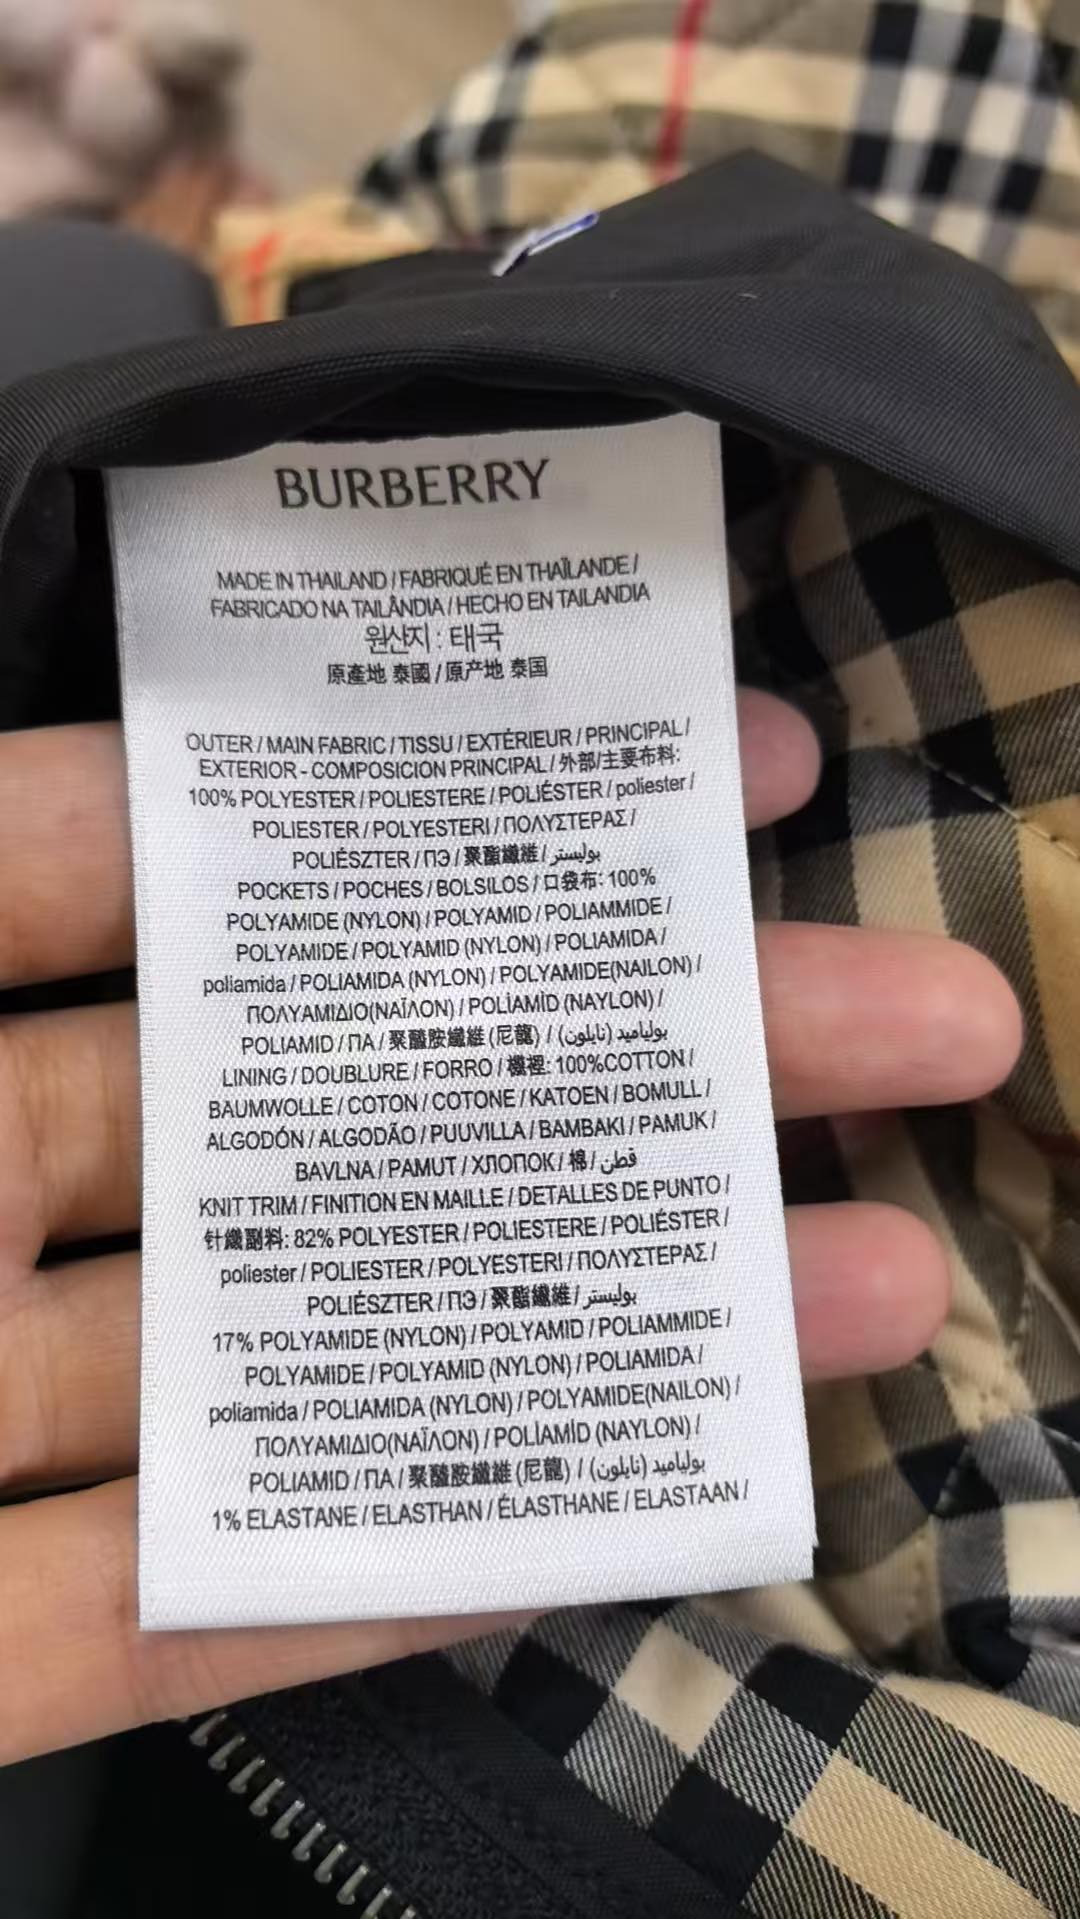 BURBERRY
MADE IN THAILAND / FABRIQUÉ EN THAÏLANDE /
FABRICADO NA TAILÂNDIA / HECHO EN TAILANDIA
원산지 : 태국
原產地 泰國 / 原产地 泰国
OUTER / MAIN FABRIC / TISSU / EXTÉRIEUR / PRINCIPAL /
EXTERIOR - COMPOSICION PRINCIPAL / 外部/主要布料:
100% POLYESTER / POLIESTERE / POLIÉSTER / poliester /
POLIESTER / POLYESTERI / ΠΟΛΥΣΤΕΡΑΣ /
POLIÉSZTER / ПЭ / 聚酯纖維 / بوليستر
POCKETS / POCHES / BOLSILOS / 口袋布: 100%
POLYAMIDE (NYLON) / POLYAMID / POLIAMMIDE /
POLYAMIDE / POLYAMID (NYLON) / POLIAMIDA /
poliamida / POLIAMIDA (NYLON) / POLYAMIDE(NAILON) /
ΠΟΛΥΑΜΙΔΙΟ(ΝΑΪΛΟΝ) / POLİAMİD (NAYLON) /
POLIAMID / ПА / 聚醯胺纖維 (尼龍) / بولياميد (نايلون)
LINING / DOUBLURE / FORRO / 機裡: 100%COTTON /
BAUMWOLLE / COTON / COTONE / KATOEN / BOMULL /
ALGODÓN / ALGODÃO / PUUVILLA / BAMBAKI / PAMUK /
BAVLNA / PAMUT / ХЛОПОК / 棉 / قطن
KNIT TRIM / FINITION EN MAILLE / DETALLES DE PUNTO /
针織副料: 82% POLYESTER / POLIESTERE / POLIÉSTER /
poliester / POLIESTER / POLYESTERI / ΠΟΛΥΣΤΕΡΑΣ /
POLIÉSZTER / ПЭ / 聚酯纖維 / بوليستر
17% POLYAMIDE (NYLON) / POLYAMID / POLIAMMIDE /
POLYAMIDE / POLYAMID (NYLON) / POLIAMIDA /
poliamida / POLIAMIDA (NYLON) / POLYAMIDE(NAILON) /
ΠΟΛΥΑΜΙΔΙΟ(ΝΑΪΛΟΝ) / POLİAMİD (NAYLON) /
POLIAMID / ПА / 聚醯胺纖維 (尼龍) / بولياميد (نايلون)
1% ELASTANE / ELASTHAN / ÉLASTHANE / ELASTAAN /